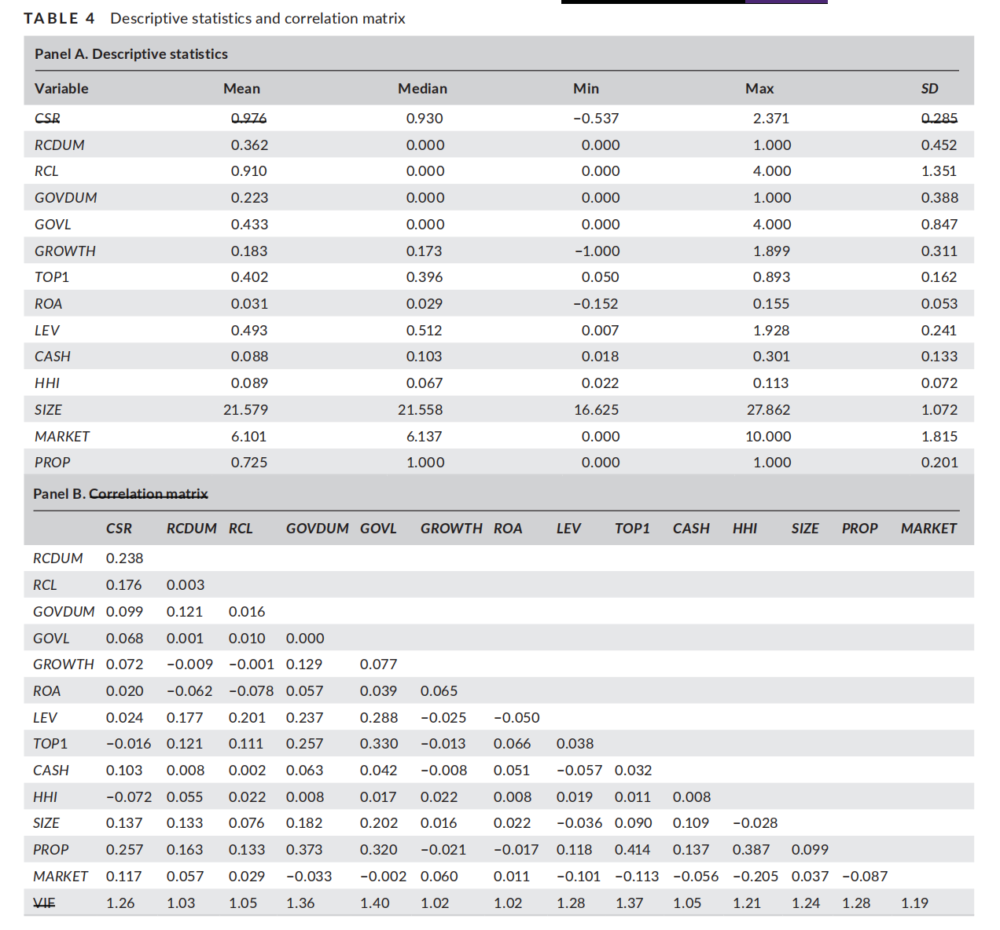 TABLE 4 Descriptive statistics and correlation matrix
Panel A. Descriptive statistics
Variable Mean Median Min Max SD
CSR 0.976 0.930 −0.537 2.371 0.285
RCDUM 0.362 0.000 0.000 1.000 0.452
RCL 0.910 0.000 0.000 4.000 1.351
GOVDUM 0.223 0.000 0.000 1.000 0.388
GOVL 0.433 0.000 0.000 4.000 0.847
GROWTH 0.183 0.173 −1.000 1.899 0.311
TOP1 0.402 0.396 0.050 0.893 0.162
ROA 0.031 0.029 −0.152 0.155 0.053
LEV 0.493 0.512 0.007 1.928 0.241
CASH 0.088 0.103 0.018 0.301 0.133
HHI 0.089 0.067 0.022 0.113 0.072
SIZE 21.579 21.558 16.625 27.862 1.072
MARKET 6.101 6.137 0.000 10.000 1.815
PROP 0.725 1.000 0.000 1.000 0.201
Panel B. Correlation matrix
CSR RCDUM RCL GOVDUM GOVL GROWTH ROA LEV TOP1 CASH HHI SIZE PROP MARKET
RCDUM 0.238
RCL 0.176 0.003
GOVDUM 0.099 0.121 0.016
GOVL 0.068 0.001 0.010 0.000
GROWTH 0.072 −0.009 −0.001 0.129 0.077
ROA 0.020 −0.062 −0.078 0.057 0.039 0.065
LEV 0.024 0.177 0.201 0.237 0.288 −0.025 −0.050
TOP1 −0.016 0.121 0.111 0.257 0.330 −0.013 0.066 0.038
CASH 0.103 0.008 0.002 0.063 0.042 −0.008 0.051 −0.057 0.032
HHI −0.072 0.055 0.022 0.008 0.017 0.022 0.008 0.019 0.011 0.008
SIZE 0.137 0.133 0.076 0.182 0.202 0.016 0.022 −0.036 0.090 0.109 −0.028
PROP 0.257 0.163 0.133 0.373 0.320 −0.021 −0.017 0.118 0.414 0.137 0.387 0.099
MARKET 0.117 0.057 0.029 −0.033 −0.002 0.060 0.011 −0.101 −0.113 −0.056 −0.205 0.037 −0.087
VIF 1.26 1.03 1.05 1.36 1.40 1.02 1.02 1.28 1.37 1.05 1.21 1.24 1.28 1.19